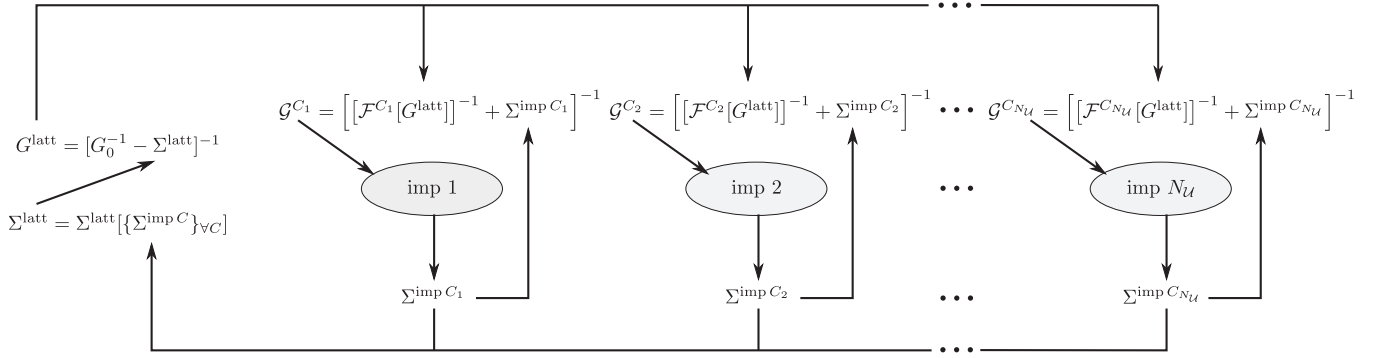 𝒢^{C_1} = [[ℱ^{C_1}[G^{latt}]]^{-1} + Σ^{imp C_1}]^{-1} 𝒢^{C_2} = [[ℱ^{C_2}[G^{latt}]]^{-1} + Σ^{imp C_2}]^{-1} ••• 𝒢^{C_{N_𝒰}} = [[ℱ^{C_{N_𝒰}}[G^{latt}]]^{-1} + Σ^{imp C_{N_𝒰}}]^{-1}
G^{latt} = [G_0^{-1} − Σ^{latt}]^{-1}
imp 1 imp 2 ••• imp N_𝒰
Σ^{latt} = Σ^{latt}[{Σ^{imp C}}_{∀C}]
Σ^{imp C_1} Σ^{imp C_2} ••• Σ^{imp C_{N_𝒰}}